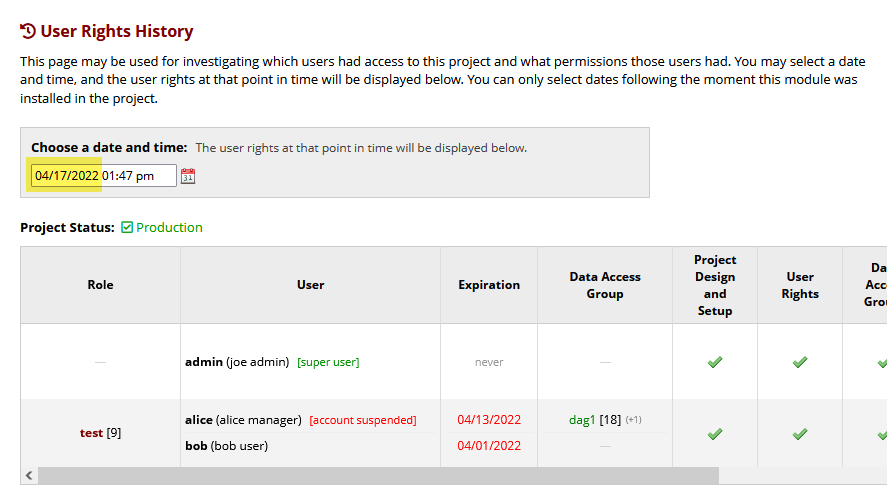 User Rights History
This page may be used for investigating which users had access to this project and what permissions those users had. You may select a date
and time, and the user rights at that point in time will be displayed below. You can only select dates following the moment this module was
installed in the project.
Choose a date and time: The user rights at that point in time will be displayed below.
04/17/2022 01:47 pm
31
Project Status: Production
Role User Expiration Data Access Group Project Design and Setup User Rights
— admin (joe admin) [super user] never —
test [9]
alice (alice manager) [account suspended] 04/13/2022 dag1 [18] (+1)
bob (bob user) 04/01/2022 —